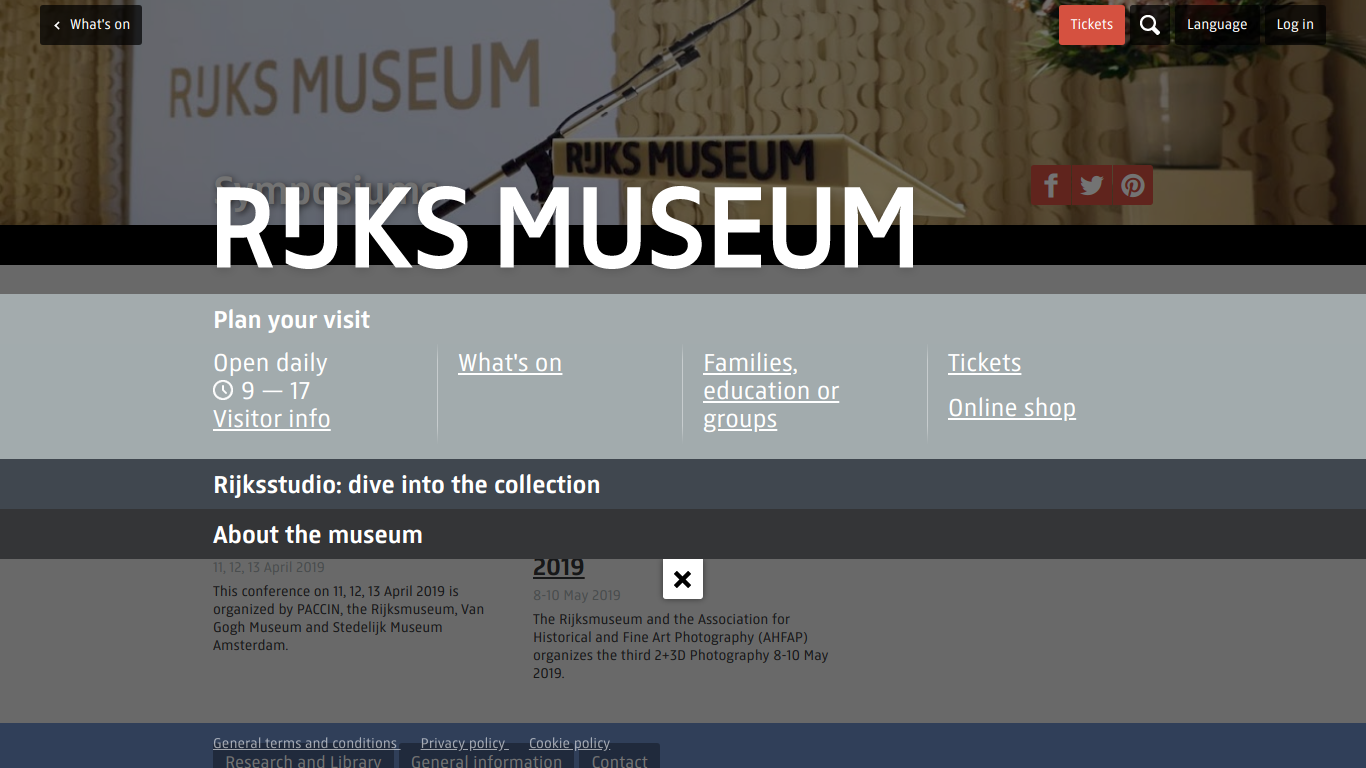 What's on
Tickets
Language
Log in
RIJKS MUSEUM
RIJKS MUSEUM
Symposiums
RIJKS MUSEUM
Plan your visit
Open daily
9 — 17
Visitor info
What's on
Families,
education or
groups
Tickets
Online shop
Rijksstudio: dive into the collection
About the museum
11, 12, 13 April 2019
This conference on 11, 12, 13 April 2019 is
organized by PACCIN, the Rijksmuseum, Van
Gogh Museum and Stedelijk Museum
Amsterdam.
2019
8-10 May 2019
The Rijksmuseum and the Association for
Historical and Fine Art Photography (AHFAP)
organizes the third 2+3D Photography 8-10 May
2019.
General terms and conditions
Privacy policy
Cookie policy
Research and Library
General information
Contact